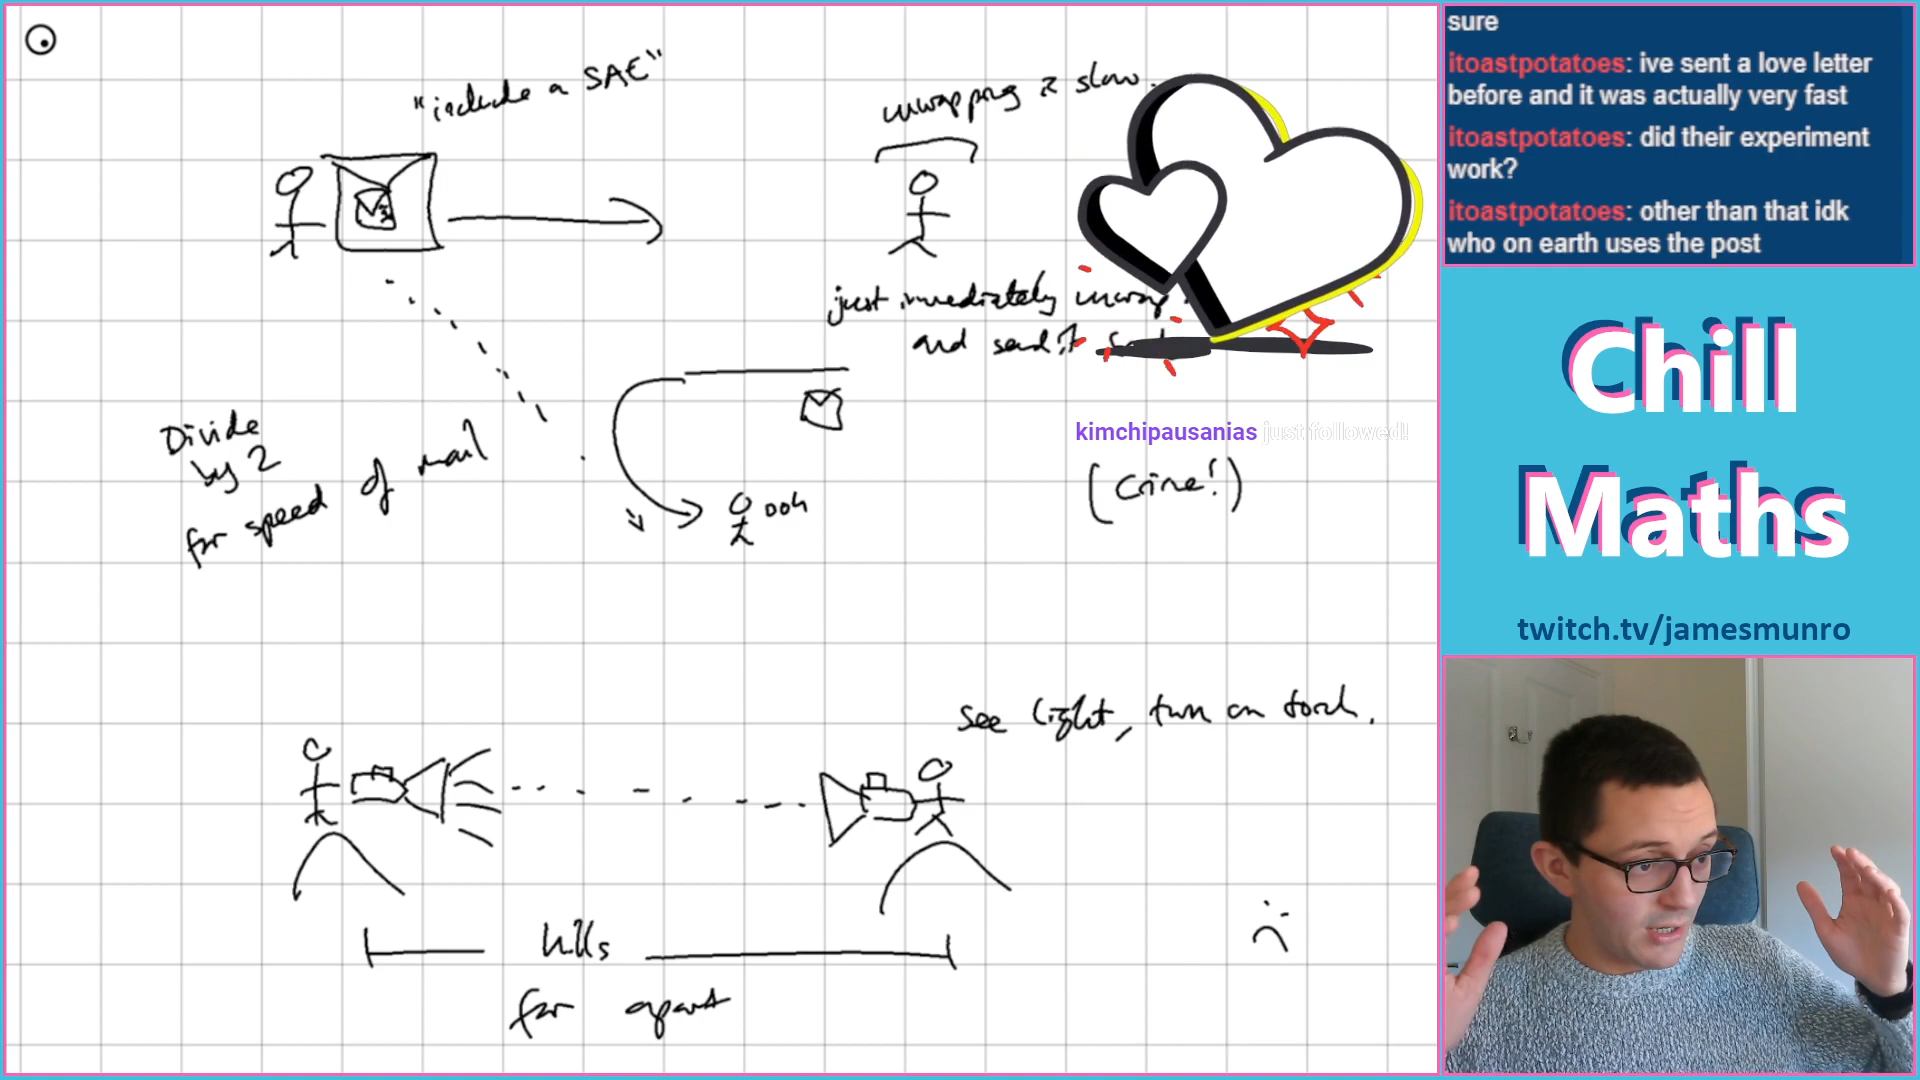 "include a SAE"
unwrapping is slow.
just immediately unwrap
and send it
Divide
by 2
for speed of mail
ooh
(Crime!)
kimchipausanias just followed!
see light, turn on torch.
hills
far apart
sure
itoastpotatoes: ive sent a love letter
before and it was actually very fast
itoastpotatoes: did their experiment
work?
itoastpotatoes: other than that idk
who on earth uses the post
Chill
Maths
twitch.tv/jamesmunro